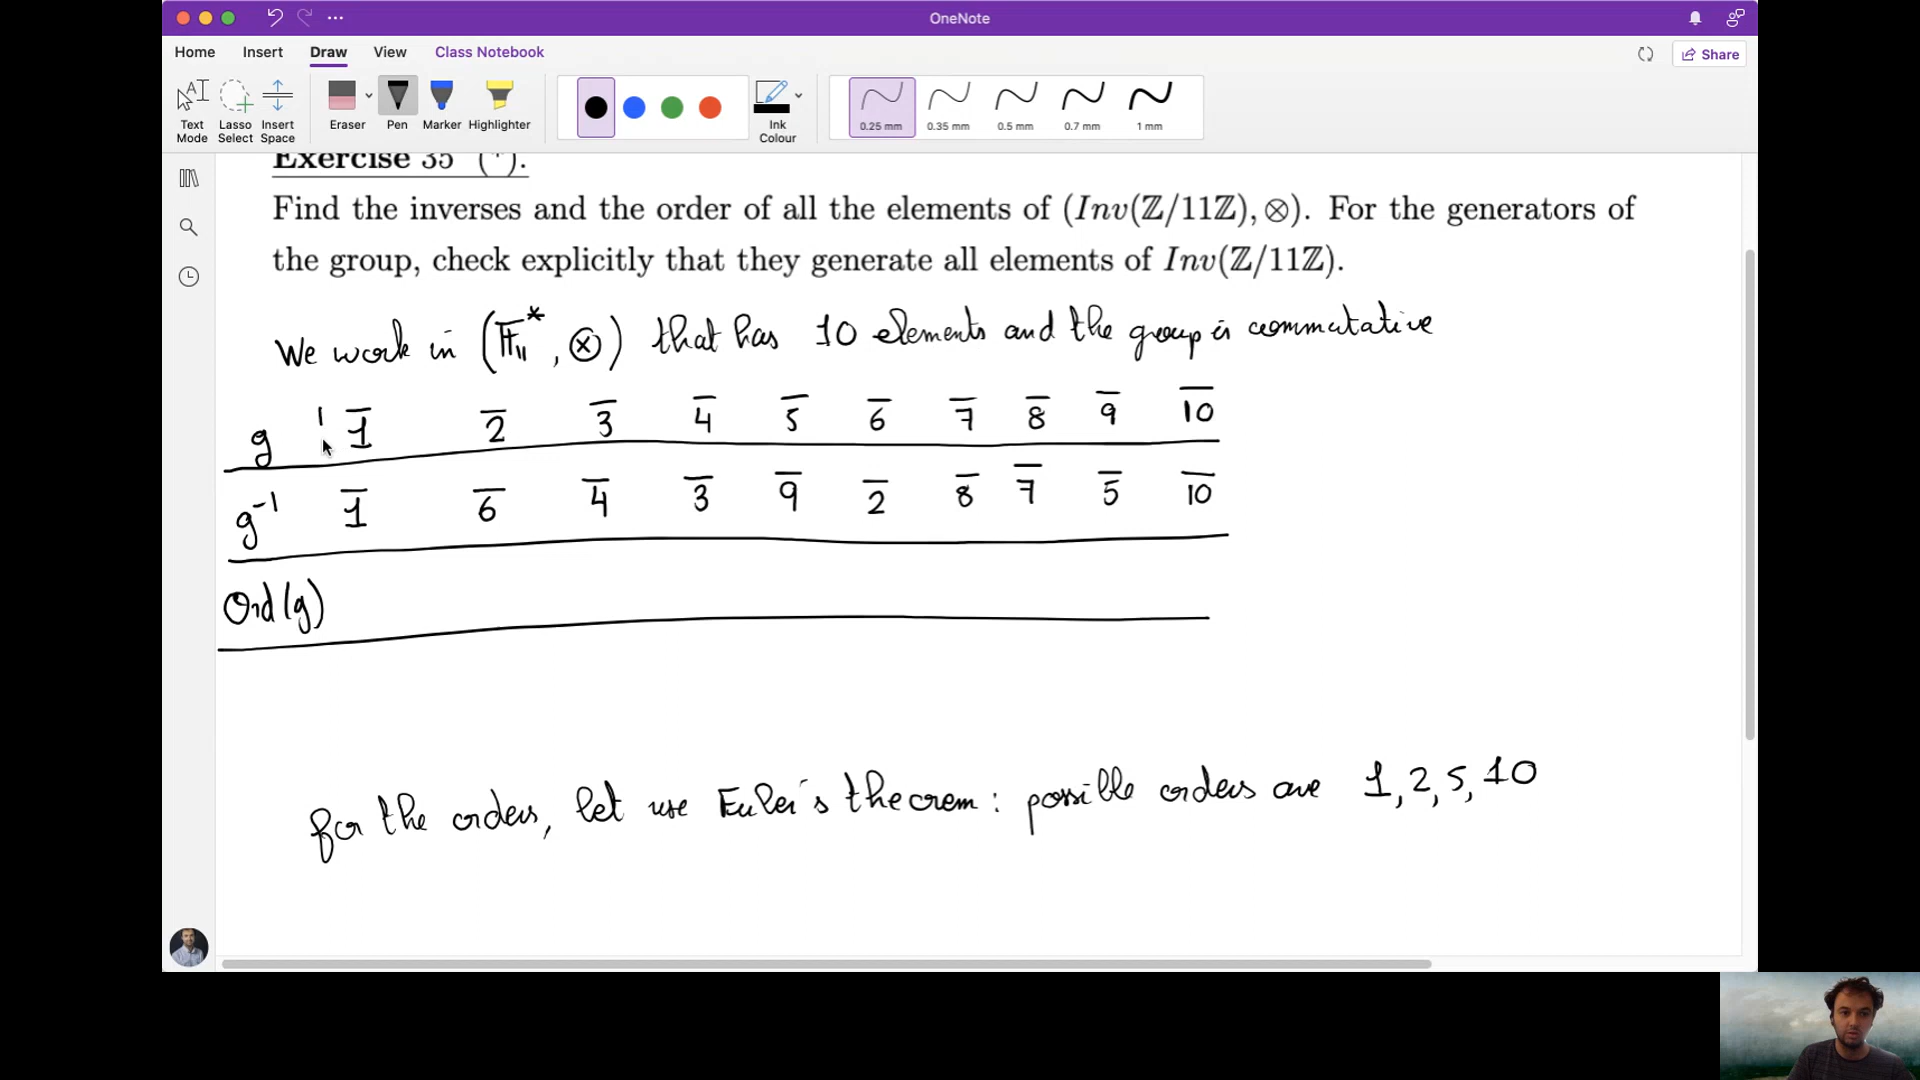 OneNote
Home Insert Draw View Class Notebook
Share
Text Mode
Lasso Select
Insert Space
Eraser
Pen
Marker
Highlighter
Ink Colour
0.25 mm
0.35 mm
0.5 mm
0.7 mm
1 mm
Exercise 35 (*).
Find the inverses and the order of all the elements of (Inv(ℤ/11ℤ), ⊗). For the generators of
the group, check explicitly that they generate all elements of Inv(ℤ/11ℤ).
We work in (𝔽₁₁*, ⊗) that has 10 elements and the group is commutative
g | 1̅ 2̅ 3̅ 4̅ 5̅ 6̅ 7̅ 8̅ 9̅ 1̅0̅
g⁻¹ 1̅ 6̅ 4̅ 3̅ 9̅ 2̅ 8̅ 7̅ 5̅ 1̅0̅
Ord(g)
for the orders, let use Euler's theorem: possible orders are 1, 2, 5, 10